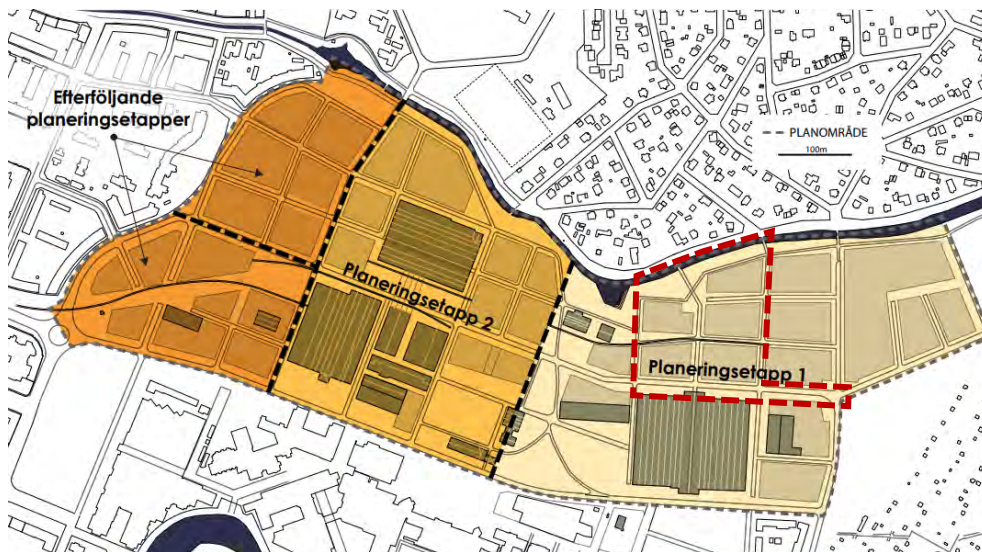 Efterföljande
planeringsetapper
PLANOMRÅDE
100m
Planeringsetapp 2
Planeringsetapp 1